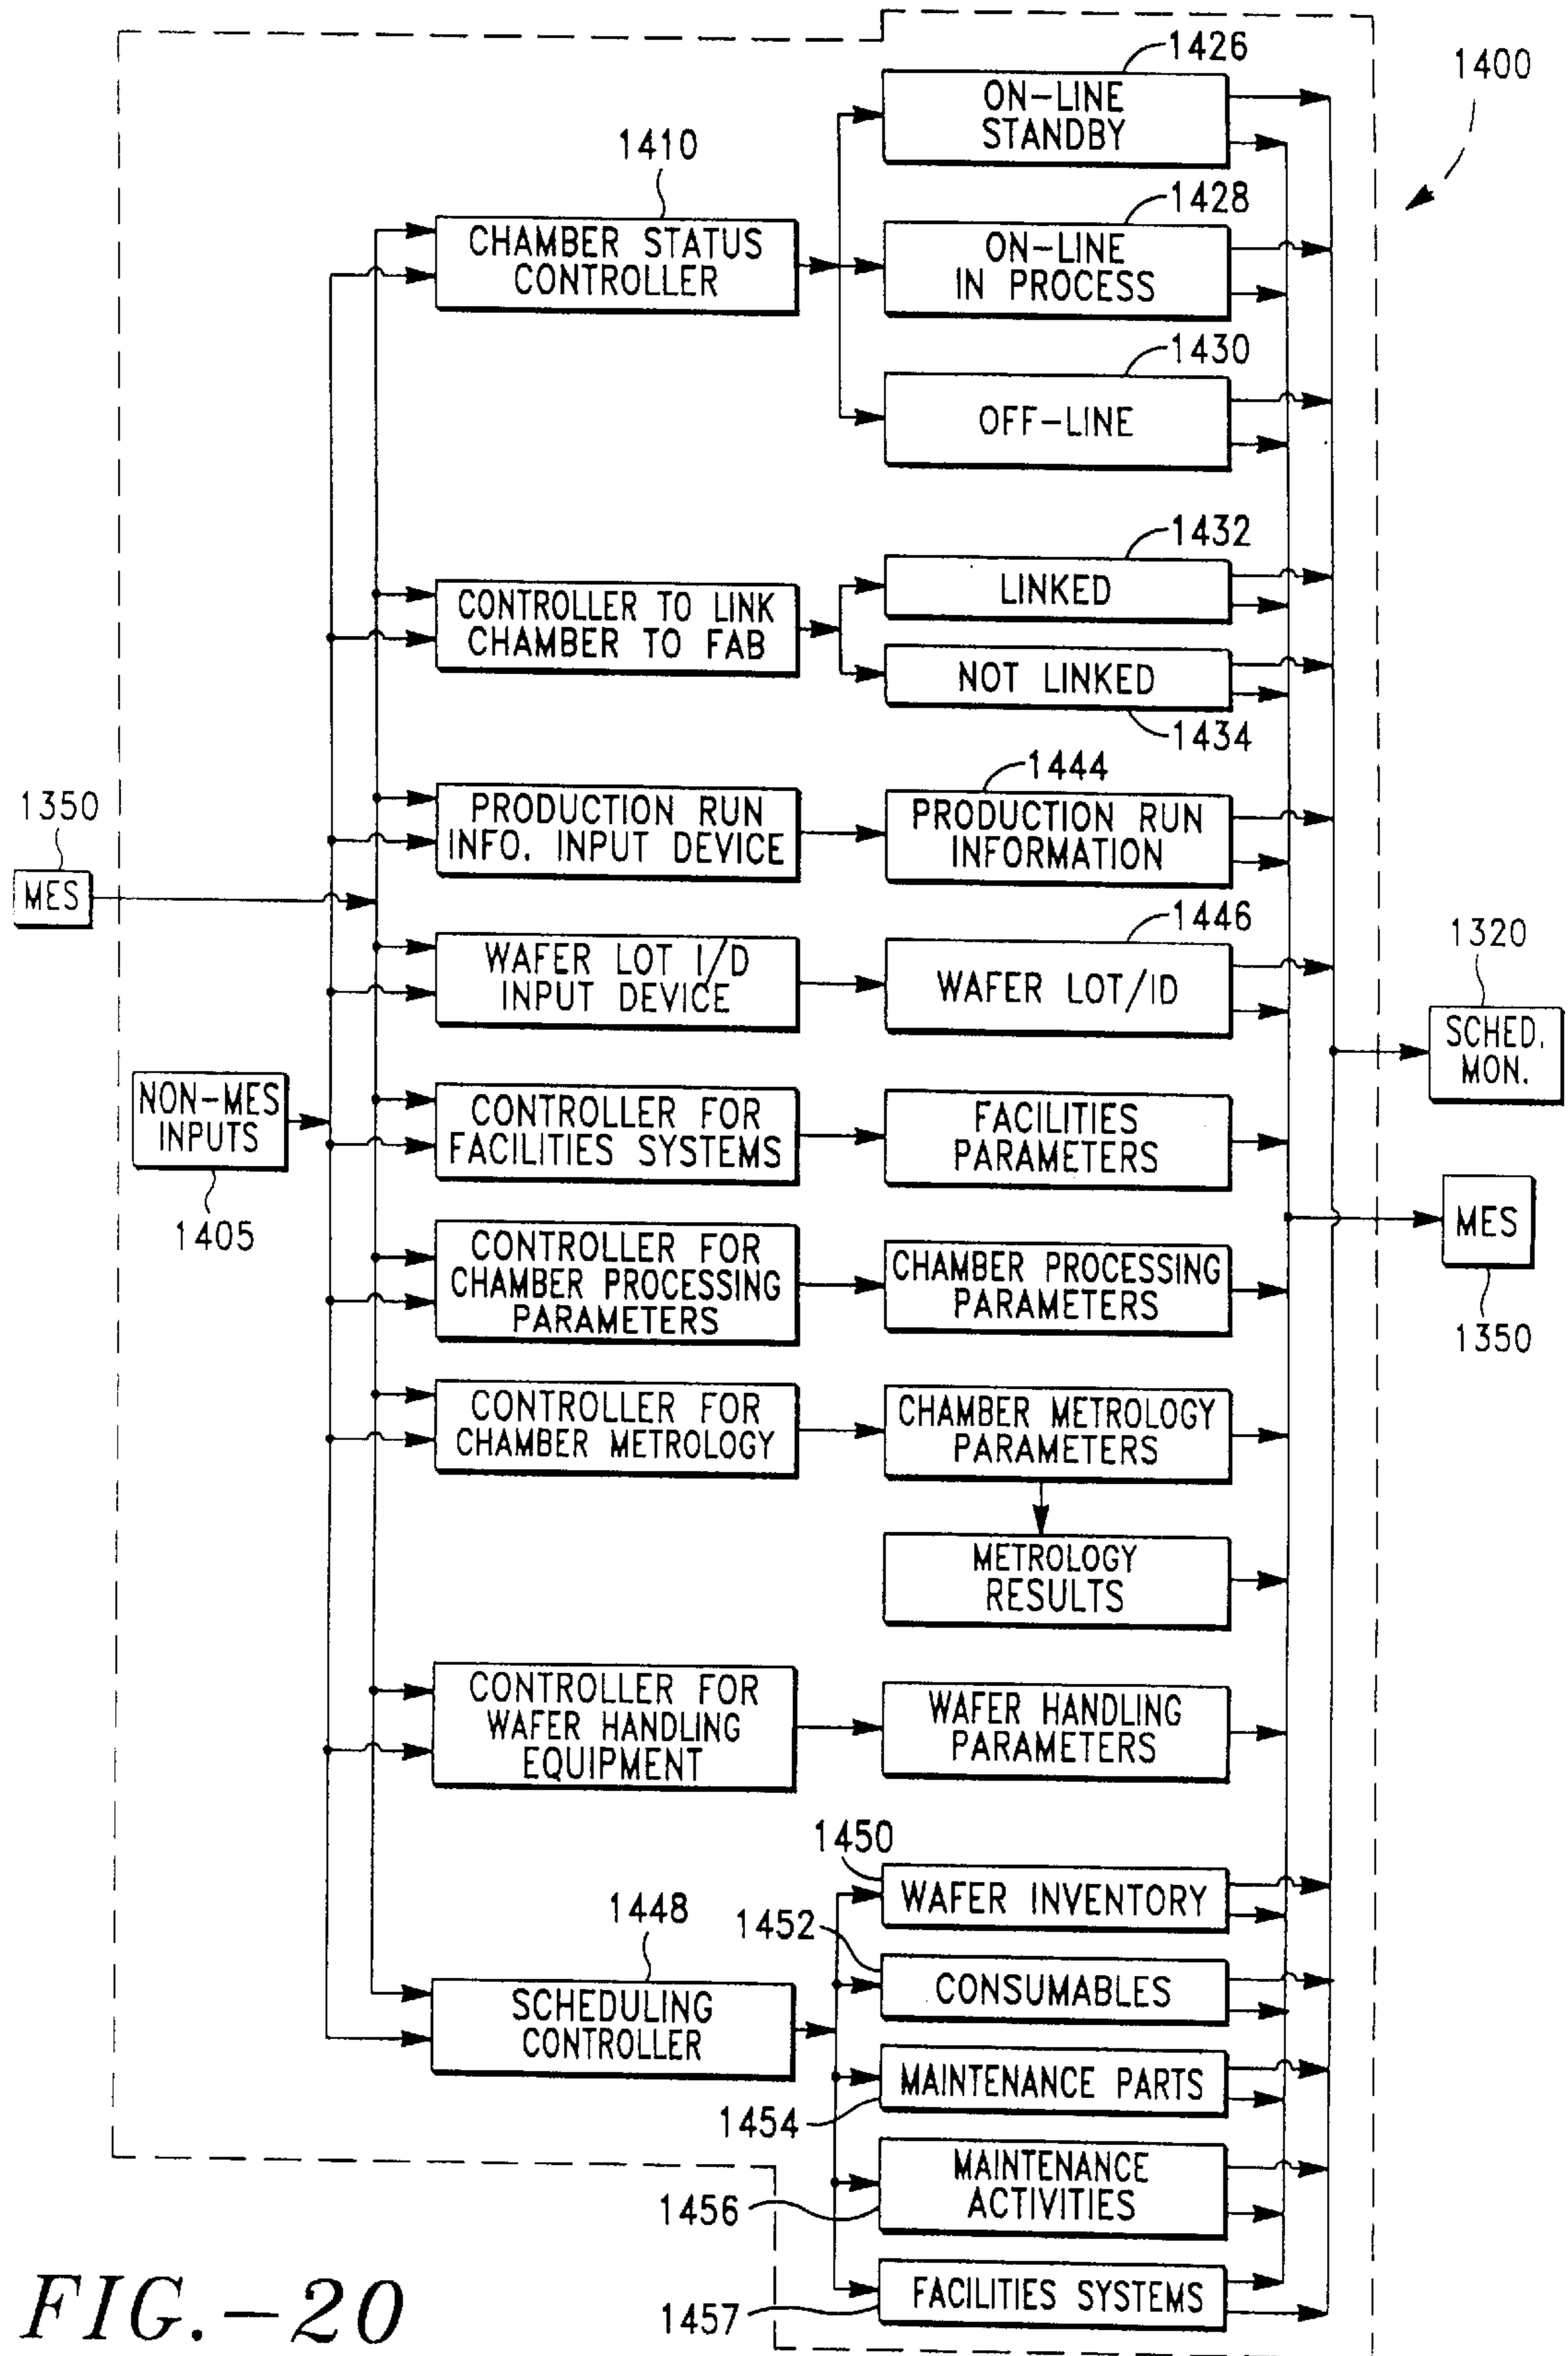 1426
ON-LINE
STANDBY
1400
1410
CHAMBER STATUS
CONTROLLER
1428
ON-LINE
IN PROCESS
1430
OFF-LINE
1432
LINKED
CONTROLLER TO LINK
CHAMBER TO FAB
NOT LINKED
1434
1350
MES
PRODUCTION RUN
INFO. INPUT DEVICE
1444
PRODUCTION RUN
INFORMATION
WAFER LOT I/D
INPUT DEVICE
1446
WAFER LOT/ID
1320
SCHED.
MON.
NON-MES
INPUTS
1405
CONTROLLER FOR
FACILITIES SYSTEMS
FACILITIES
PARAMETERS
MES
1350
CONTROLLER FOR
CHAMBER PROCESSING
PARAMETERS
CHAMBER PROCESSING
PARAMETERS
CONTROLLER FOR
CHAMBER METROLOGY
CHAMBER METROLOGY
PARAMETERS
METROLOGY
RESULTS
CONTROLLER FOR
WAFER HANDLING
EQUIPMENT
WAFER HANDLING
PARAMETERS
1450
WAFER INVENTORY
1448
SCHEDULING
CONTROLLER
1452
CONSUMABLES
MAINTENANCE PARTS
1454
MAINTENANCE
ACTIVITIES
1456
FACILITIES SYSTEMS
1457
FIG.-20